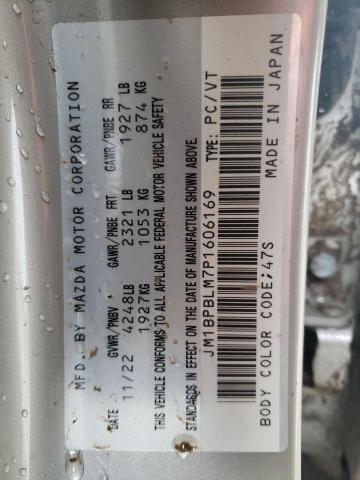 MFD. BY MAZDA MOTOR CORPORATION
DATE GVWR/PNBV GAWR/PNBE FRT GAWR/PNBE RR
11/22 4248LB 2321 LB 1927 LB
1927KG 1053 KG 874 KG
THIS VEHICLE CONFORMS TO ALL APPLICABLE FEDERAL MOTOR VEHICLE SAFETY
STANDARDS IN EFFECT ON THE DATE OF MANUFACTURE SHOWN ABOVE.
JM1BPBLM7P1606169 TYPE: PC/VT
BODY COLOR CODE:47S MADE IN JAPAN